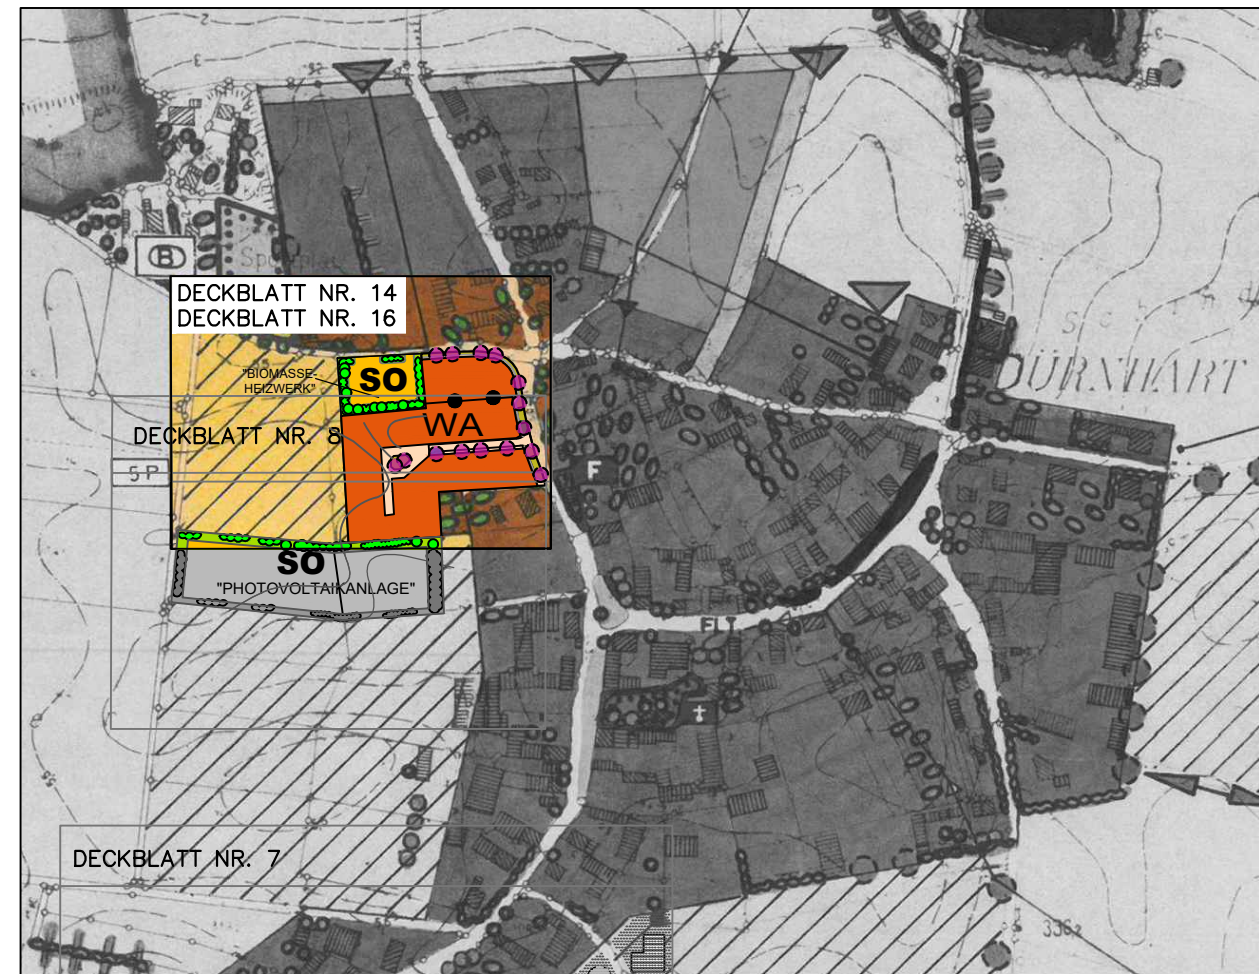 B
Sportplatz
DECKBLATT NR. 14
DECKBLATT NR. 16
"BIOMASSE-
HEIZWERK"
SO
WA
DECKBLATT NR. 8
SP
F
DÜRNHART
SO
"PHOTOVOLTAIKANLAGE"
FLT
DECKBLATT NR. 7
336